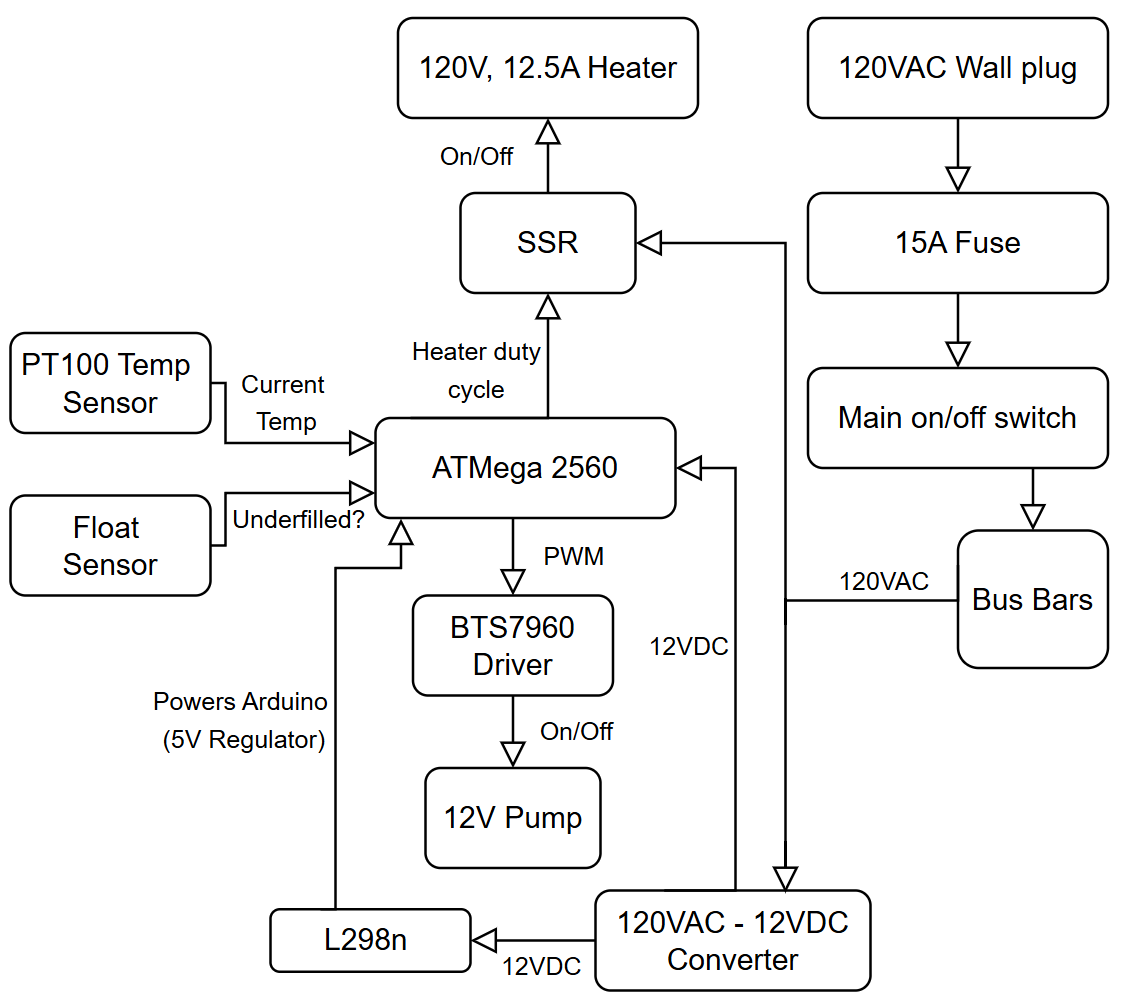 120V, 12.5A Heater
120VAC Wall plug
On/Off
SSR
15A Fuse
Heater duty
cycle
PT100 Temp
Sensor
Current
Temp
Main on/off switch
ATMega 2560
Float
Sensor
Underfilled?
PWM
120VAC
Bus Bars
BTS7960
Driver
12VDC
Powers Arduino
(5V Regulator)
On/Off
12V Pump
L298n
12VDC
120VAC - 12VDC
Converter